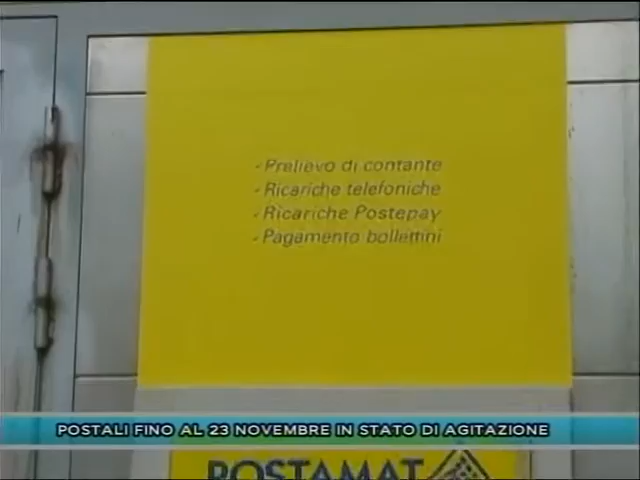 - Prelievo di contante
- Ricariche telefoniche
- Ricariche Postepay
- Pagamento bollettini
POSTALI FINO AL 23 NOVEMBRE IN STATO DI AGITAZIONE
POSTAMAT